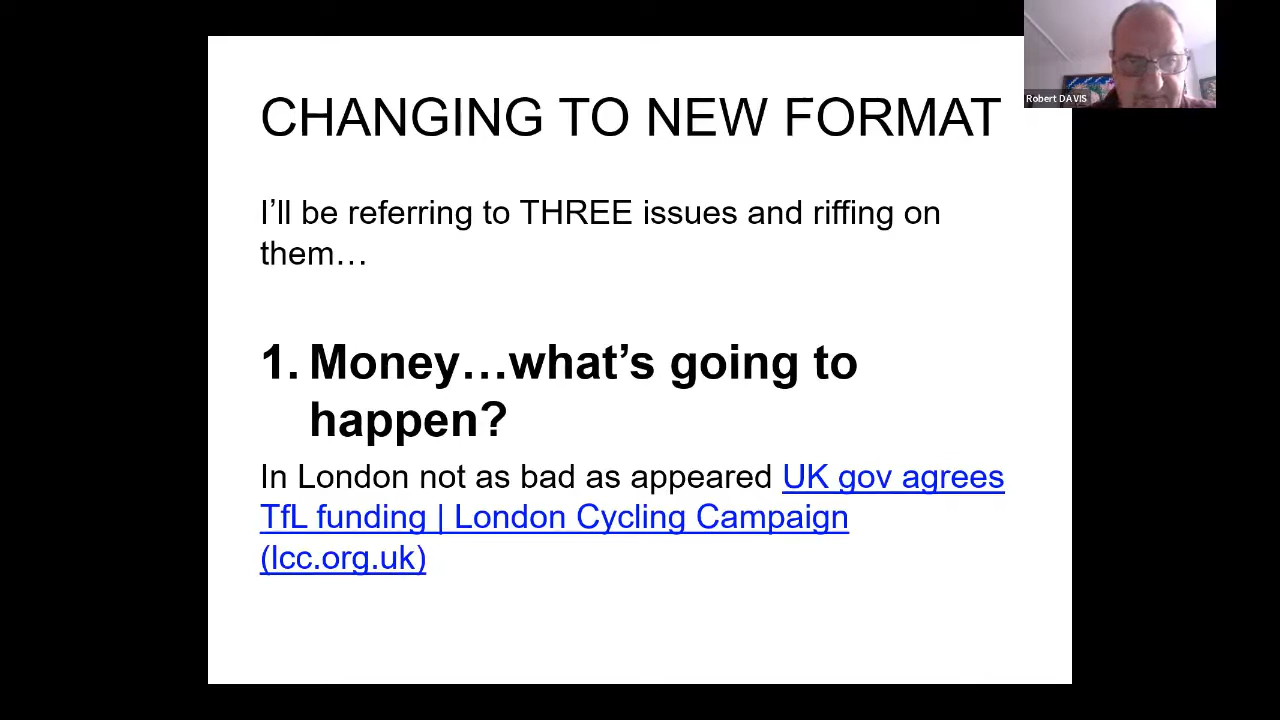 CHANGING TO NEW FORMAT
I’ll be referring to THREE issues and riffing on
them…
1. Money…what’s going to
happen?
In London not as bad as appeared UK gov agrees
TfL funding | London Cycling Campaign
(lcc.org.uk)
Robert DAVIS